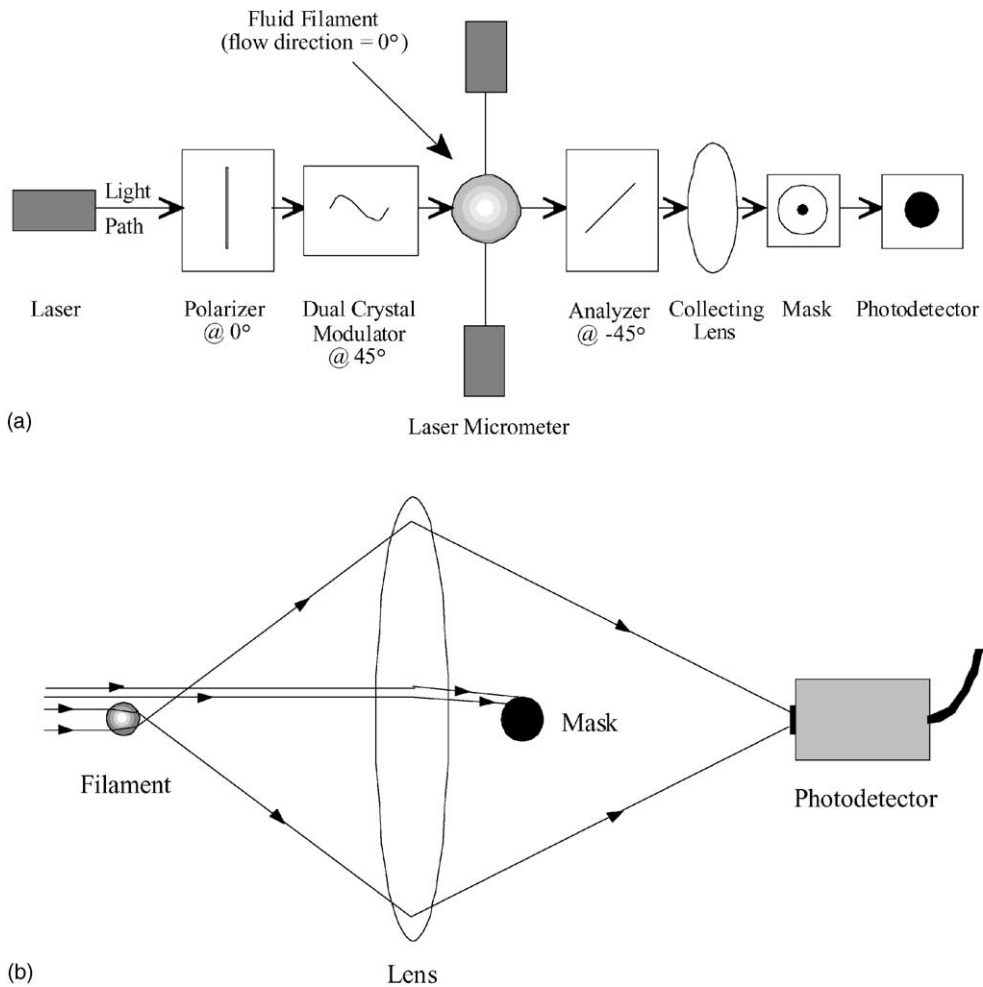 Fluid Filament
(flow direction = 0°)
Light
Path
Laser
Polarizer
@ 0°
Dual Crystal
Modulator
@ 45°
Analyzer
@ -45°
Collecting
Lens
Mask
Photodetector
(a)
Laser Micrometer
Mask
Filament
Photodetector
(b)
Lens